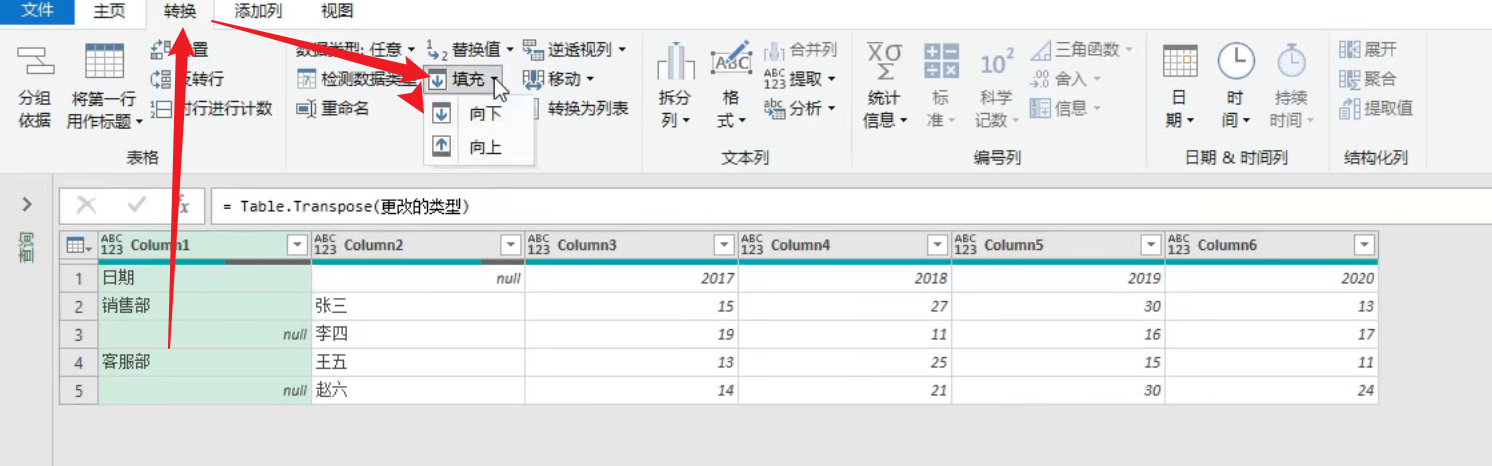 文件 主页 转换 添加列 视图
分组依据
将第一行用作标题
反转行
对行进行计数
表格
数据类型: 任意
检测数据类型
重命名
替换值
填充
向下
向上
逆透视列
移动
转换为列表
拆分列
格式
合并列
提取
分析
文本列
统计信息
标准
科学记数
三角函数
舍入
信息
编号列
日期
时间
持续时间
日期 & 时间列
展开
聚合
提取值
结构化列
= Table.Transpose(更改的类型)
查询
Column1 Column2 Column3 Column4 Column5 Column6
1 日期 null 2017 2018 2019 2020
2 销售部 张三 15 27 30 13
3 null 李四 19 11 16 17
4 客服部 王五 13 25 15 11
5 null 赵六 14 21 30 24